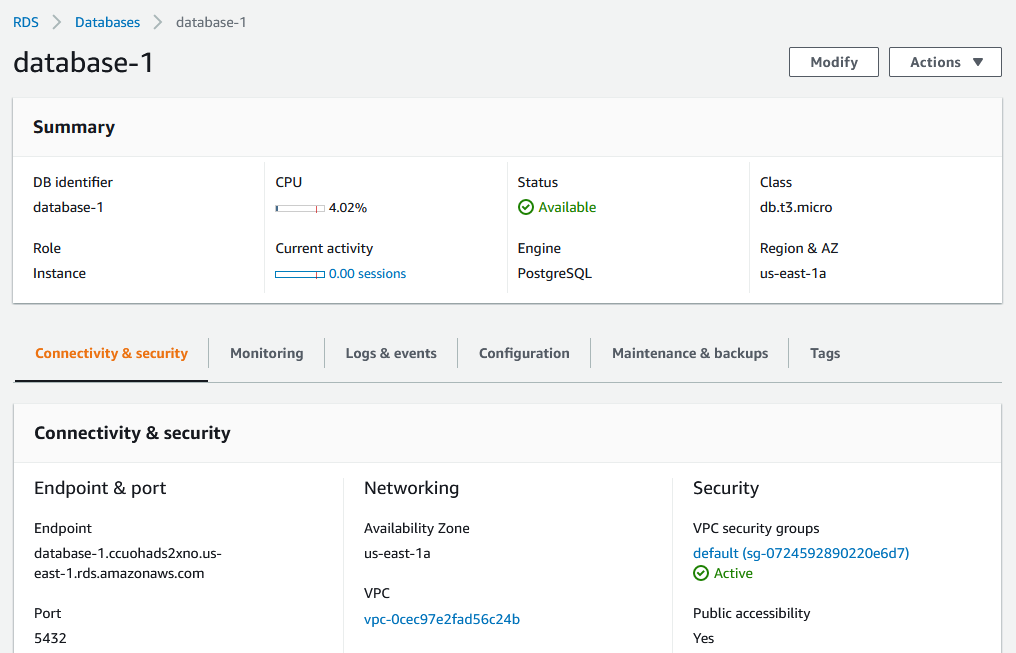 RDS > Databases > database-1
database-1
Modify
Actions ▼
Summary
DB identifier
database-1
Role
Instance
CPU
4.02%
Current activity
0.00 sessions
Status
Available
Engine
PostgreSQL
Class
db.t3.micro
Region & AZ
us-east-1a
Connectivity & security
Monitoring
Logs & events
Configuration
Maintenance & backups
Tags
Connectivity & security
Endpoint & port
Endpoint
database-1.ccuohads2xno.us-
east-1.rds.amazonaws.com
Port
5432
Networking
Availability Zone
us-east-1a
VPC
vpc-0cec97e2fad56c24b
Security
VPC security groups
default (sg-0724592890220e6d7)
Active
Public accessibility
Yes